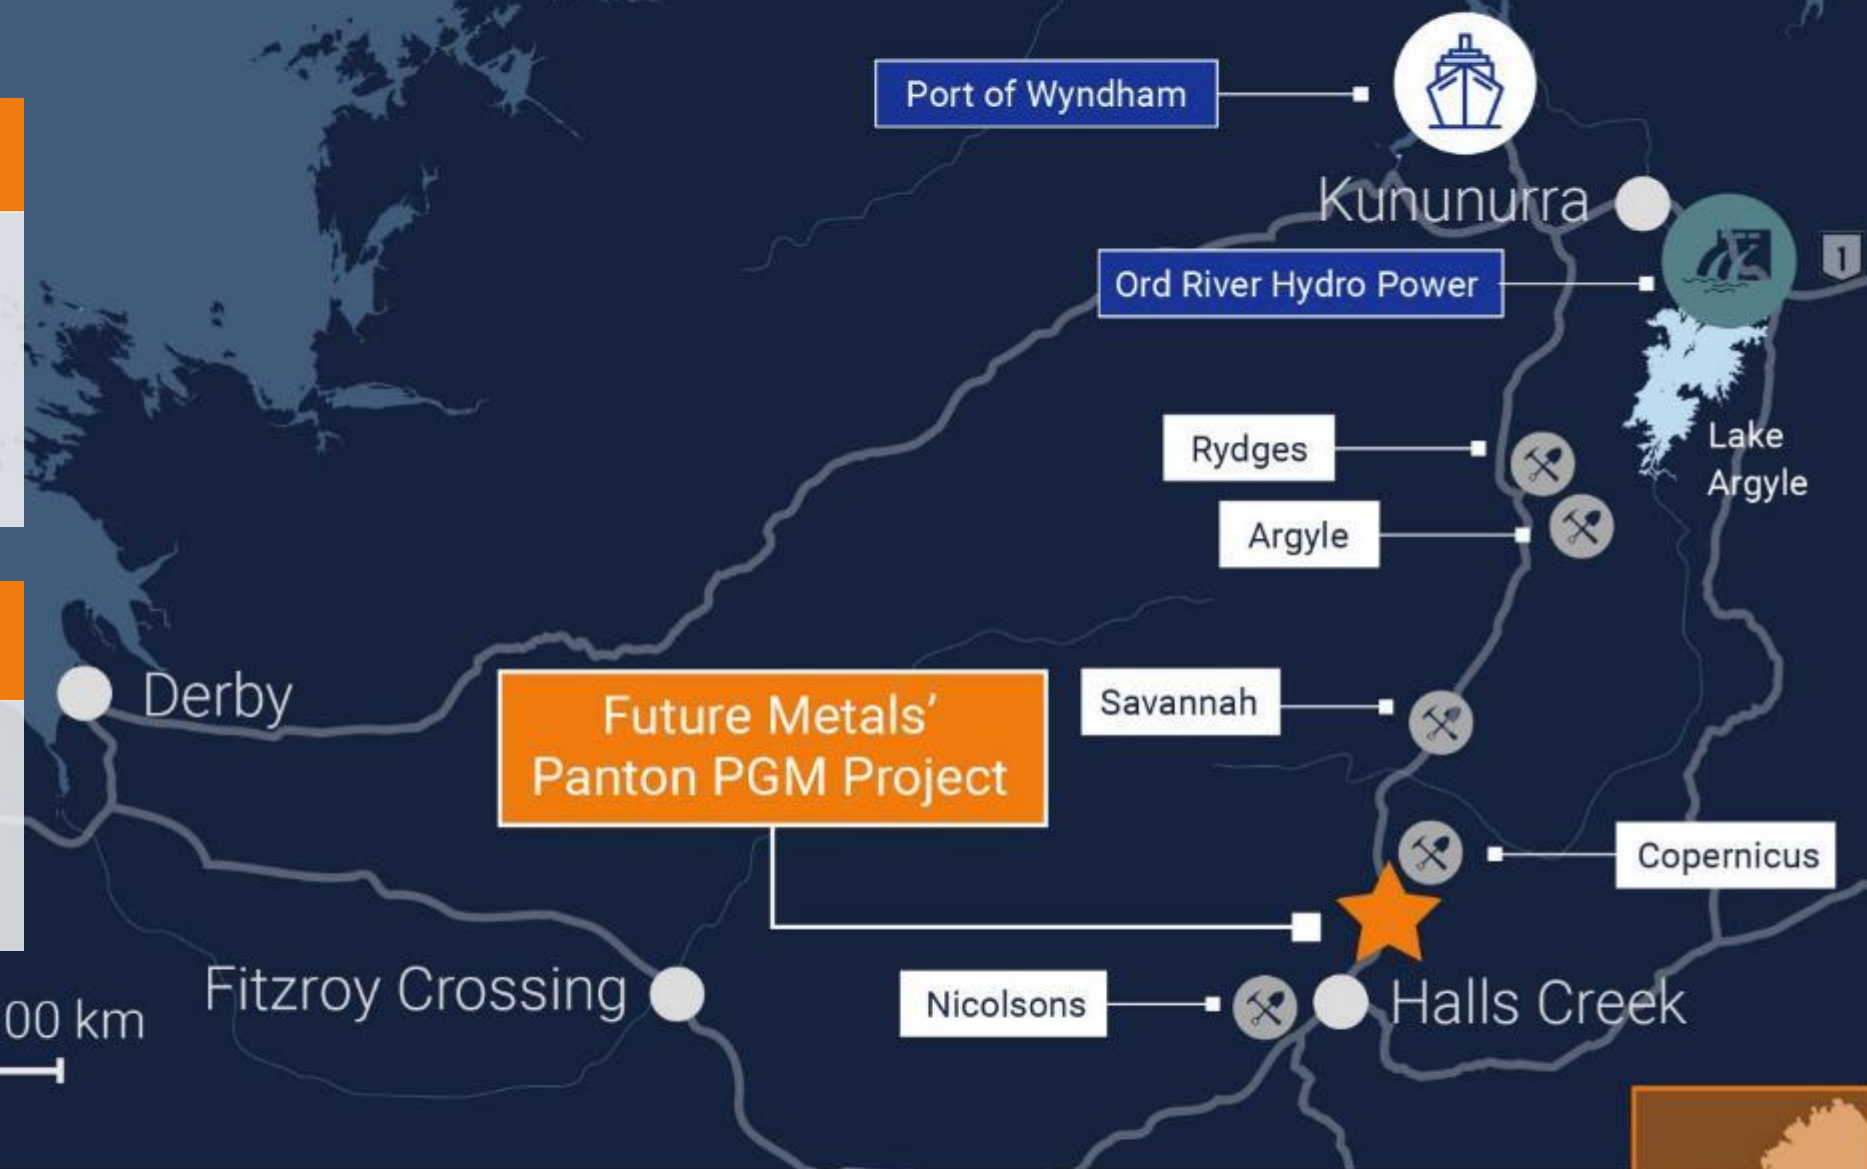 Port of Wyndham
Kununurra
Ord River Hydro Power
1
Rydges
Lake
Argyle
Argyle
Derby
Savannah
Future Metals’
Panton PGM Project
Copernicus
Fitzroy Crossing
Nicolsons
Halls Creek
00 km